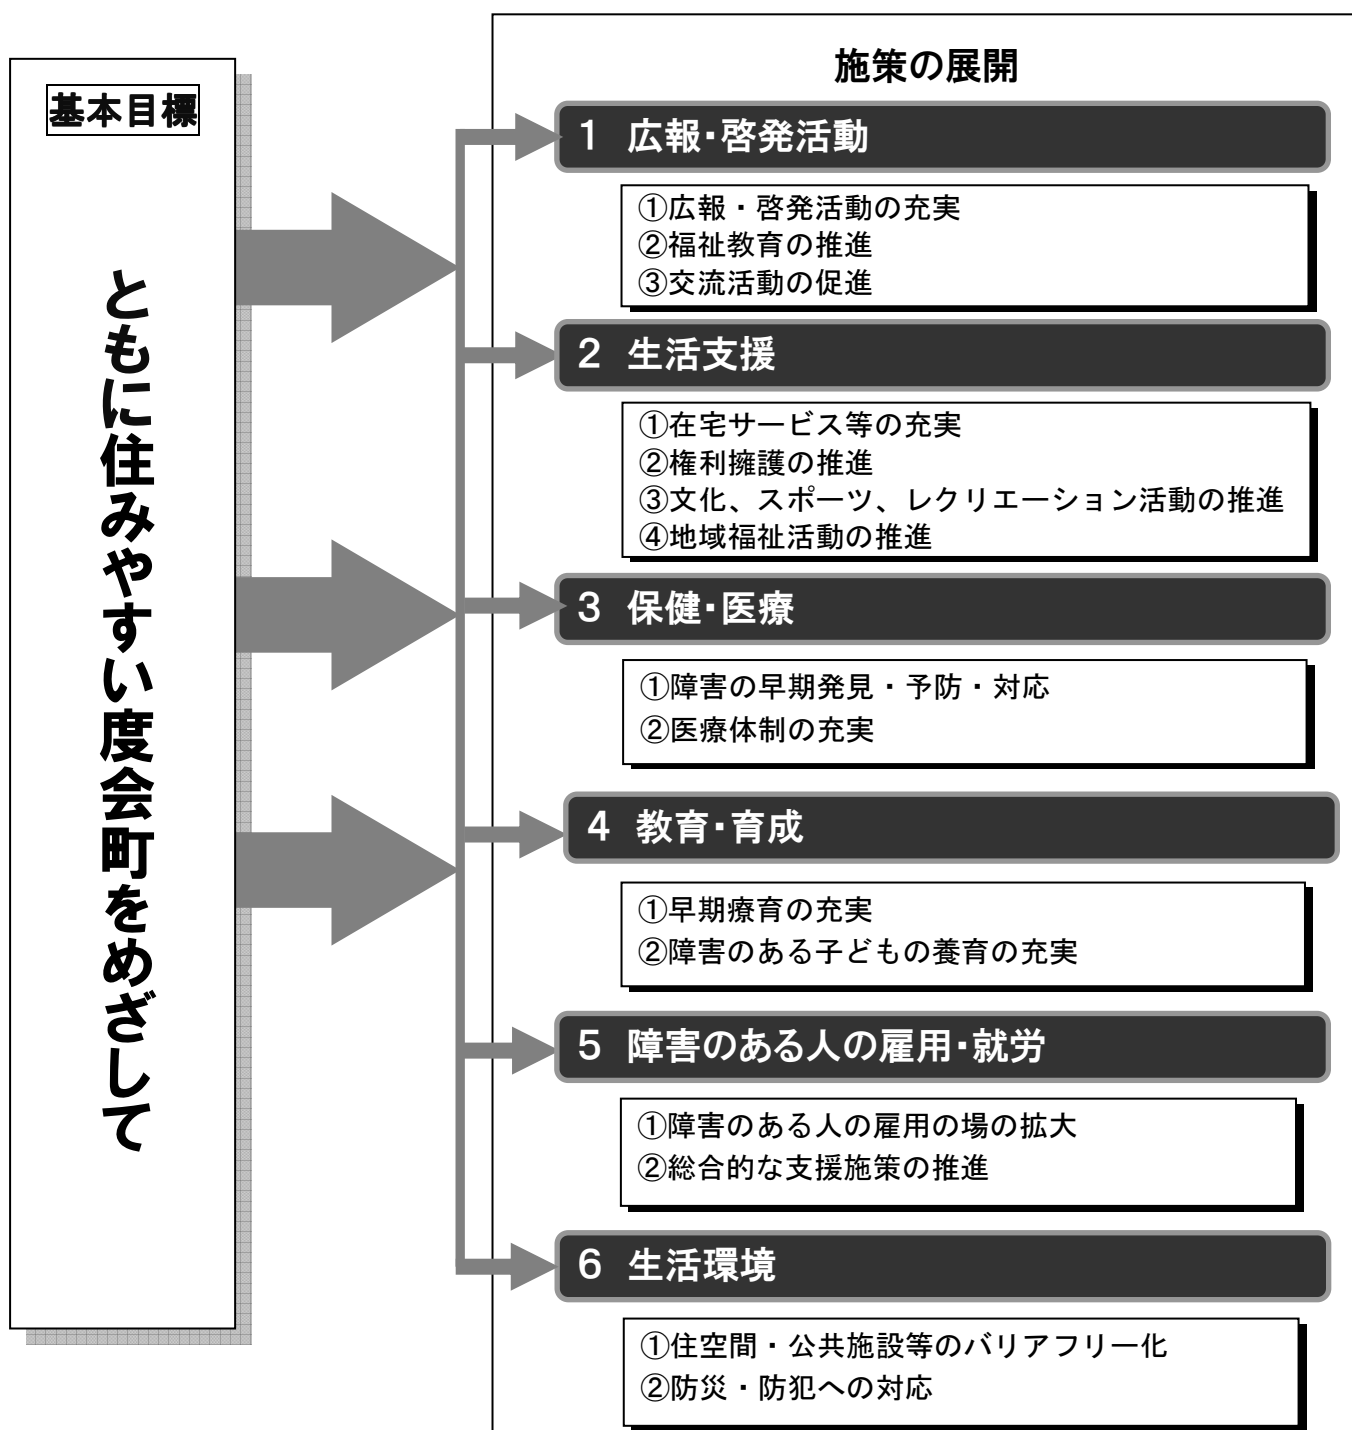 基本目標
ともに住みやすい度会町をめざして
施策の展開
1 広報・啓発活動
①広報・啓発活動の充実
②福祉教育の推進
③交流活動の促進
2 生活支援
①在宅サービス等の充実
②権利擁護の推進
③文化、スポーツ、レクリエーション活動の推進
④地域福祉活動の推進
3 保健・医療
①障害の早期発見・予防・対応
②医療体制の充実
4 教育・育成
①早期療育の充実
②障害のある子どもの養育の充実
5 障害のある人の雇用・就労
①障害のある人の雇用の場の拡大
②総合的な支援施策の推進
6 生活環境
①住空間・公共施設等のバリアフリー化
②防災・防犯への対応